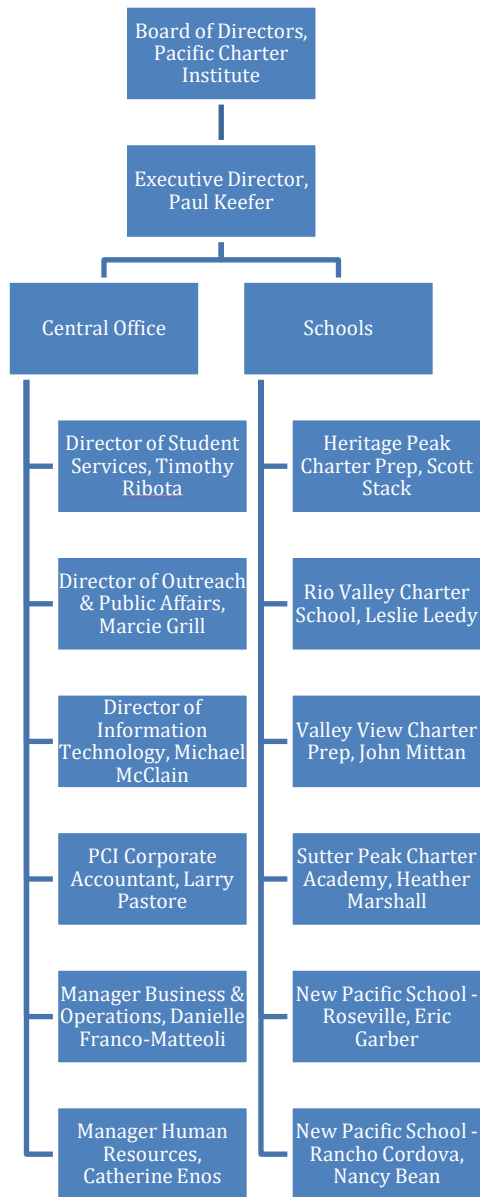 Board of Directors,
Pacific Charter
Institute
Executive Director,
Paul Keefer
Central Office
Schools
Director of Student
Services, Timothy
Ribota
Heritage Peak
Charter Prep, Scott
Stack
Director of Outreach
& Public Affairs,
Marcie Grill
Rio Valley Charter
School, Leslie Leedy
Director of
Information
Technology, Michael
McClain
Valley View Charter
Prep, John Mittan
PCI Corporate
Accountant, Larry
Pastore
Sutter Peak Charter
Academy, Heather
Marshall
Manager Business &
Operations, Danielle
Franco-Matteoli
New Pacific School -
Roseville, Eric
Garber
Manager Human
Resources,
Catherine Enos
New Pacific School -
Rancho Cordova,
Nancy Bean